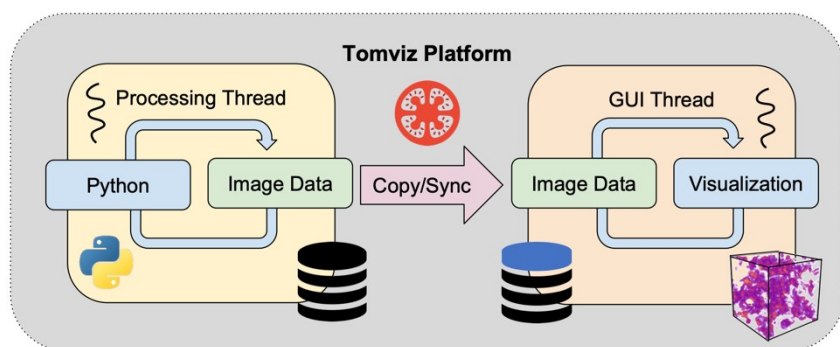 Tomviz Platform
Processing Thread
GUI Thread
Python
Image Data
Copy/Sync
Image Data
Visualization